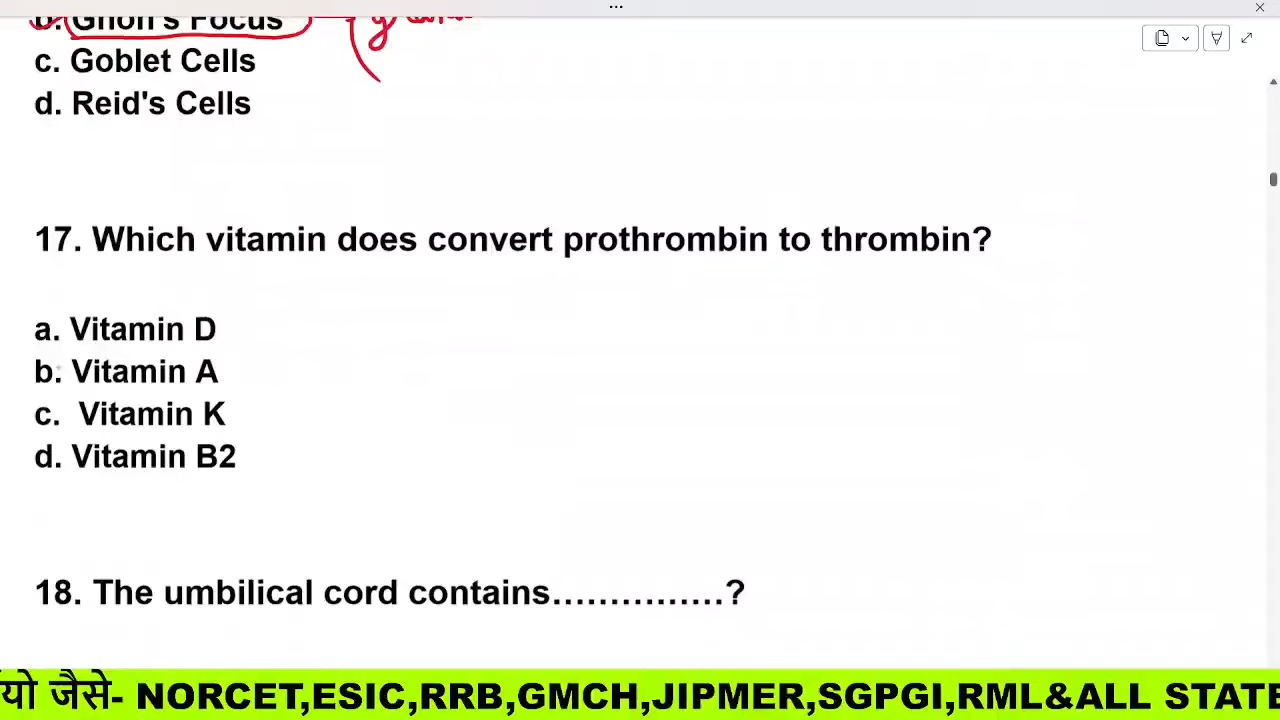 b. Ghon's Focus
c. Goblet Cells
d. Reid's Cells
17. Which vitamin does convert prothrombin to thrombin?
a. Vitamin D
b. Vitamin A
c. Vitamin K
d. Vitamin B2
18. The umbilical cord contains……………?
जैसे- NORCET,ESIC,RRB,GMCH,JIPMER,SGPGI,RML&ALL STATE